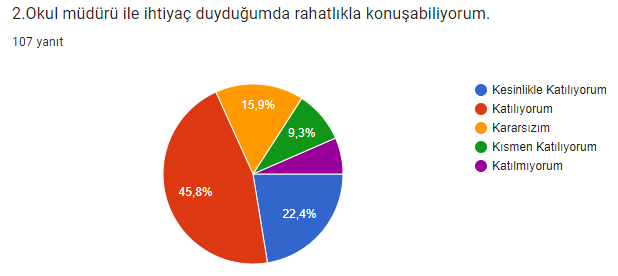 2.Okul müdürü ile ihtiyaç duyduğumda rahatlıkla konuşabiliyorum.
107 yanıt
Kesinlikle Katılıyorum
Katılıyorum
Kararsızım
Kısmen Katılıyorum
Katılmıyorum
15,9%
9,3%
45,8%
22,4%